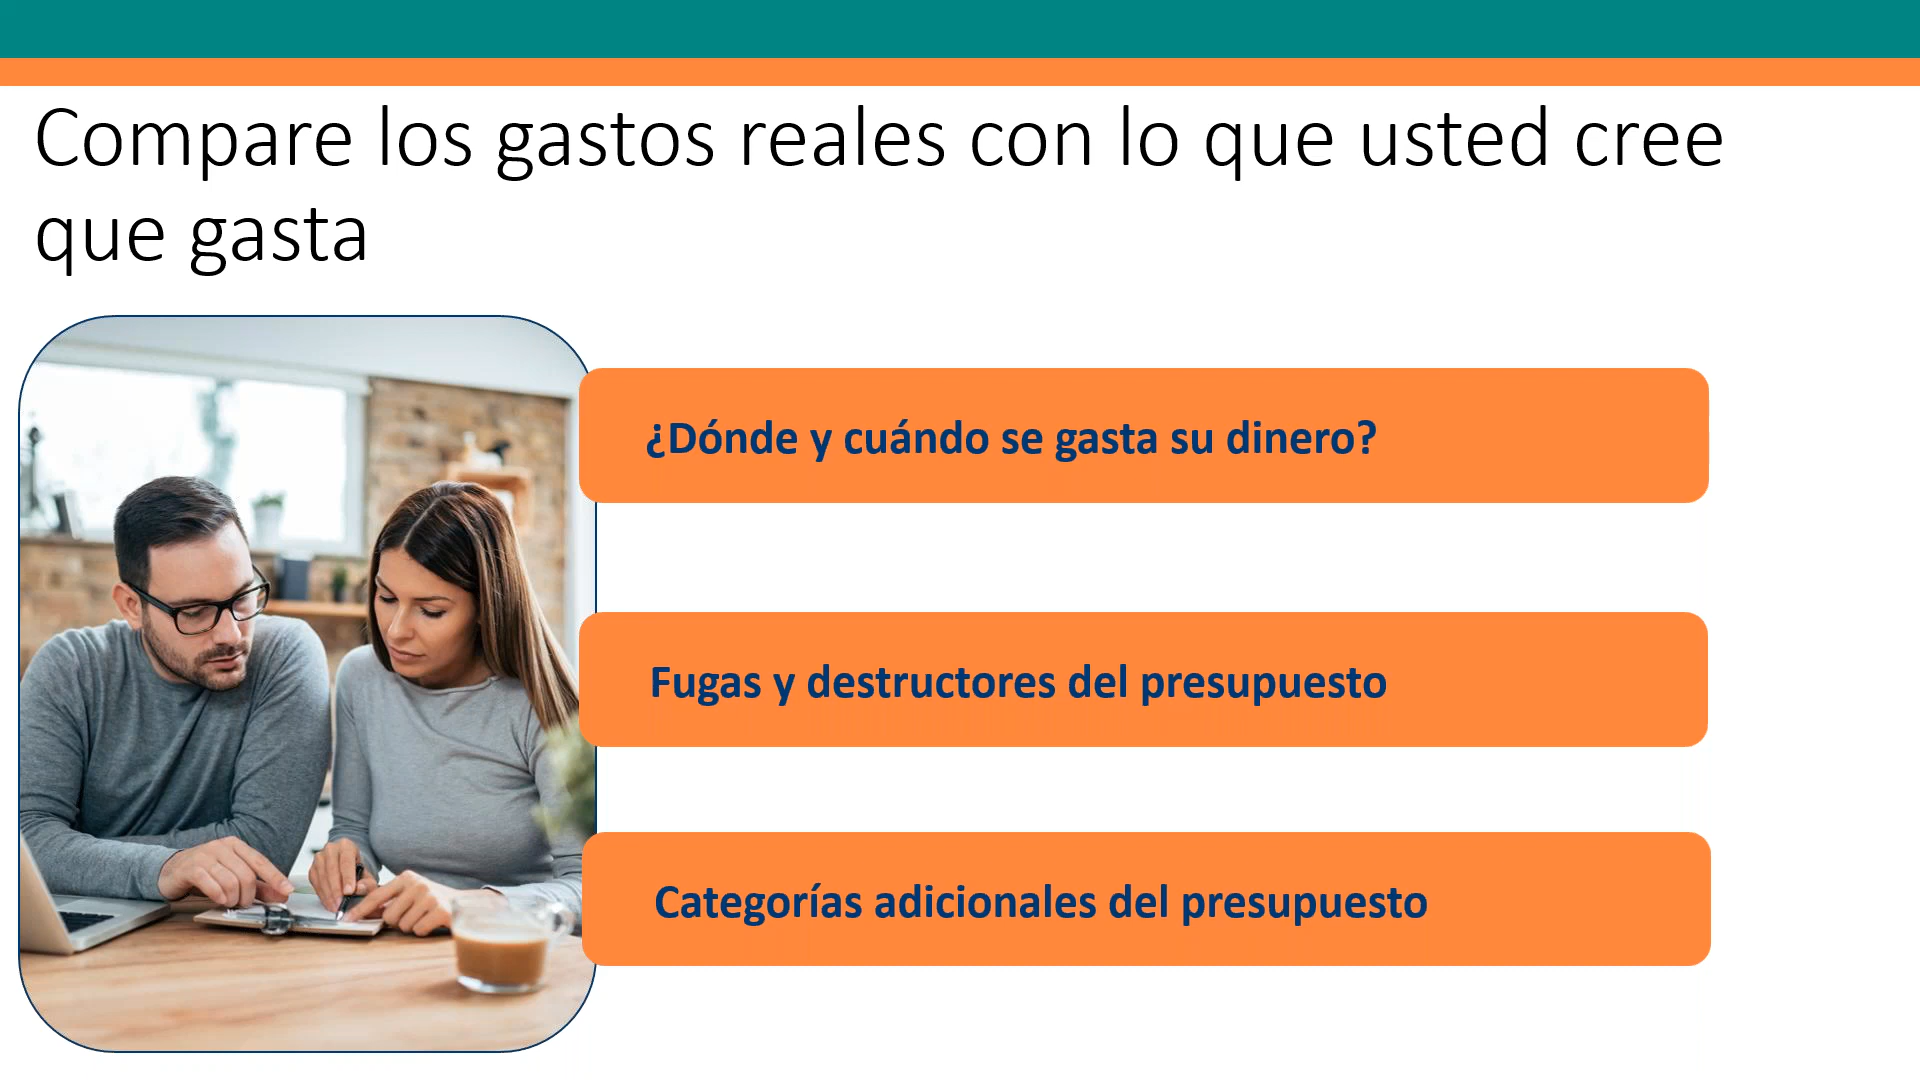 Compare los gastos reales con lo que usted cree
que gasta
¿Dónde y cuándo se gasta su dinero?
Fugas y destructores del presupuesto
Categorías adicionales del presupuesto